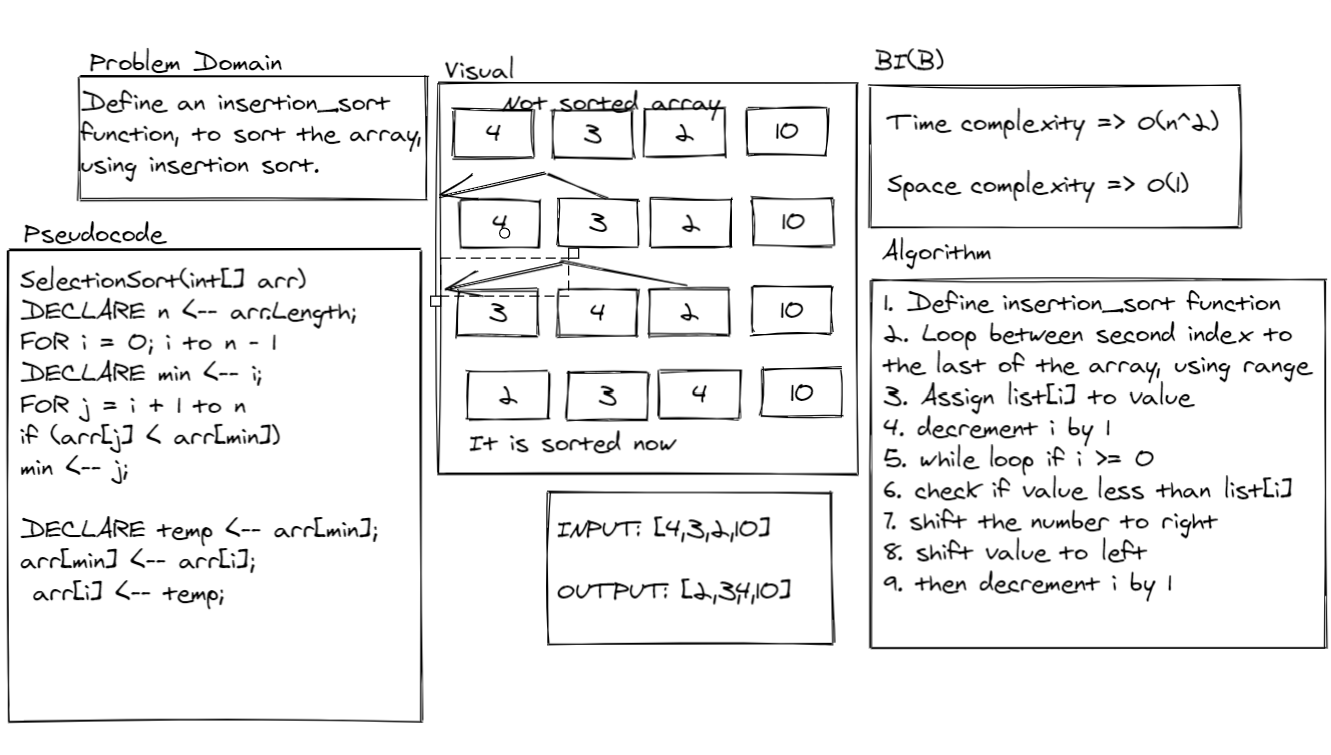 Problem Domain
Define an insertion_sort
function, to sort the array,
using insertion sort.
Pseudocode
SelectionSort(int[] arr)
DECLARE n <-- arr.Length;
FOR i = 0; i to n - 1
DECLARE min <-- i;
FOR j = i + 1 to n
if (arr[j] < arr[min])
min <-- j;
DECLARE temp <-- arr[min];
arr[min] <-- arr[i];
arr[i] <-- temp;
Visual
Not sorted array
4 3 2 10
4 3 2 10
3 4 2 10
2 3 4 10
It is sorted now
INPUT: [4,3,2,10]
OUTPUT: [2,3,4,10]
BI(B)
Time complexity => O(n^2)
Space complexity => O(1)
Algorithm
1. Define insertion_sort function
2. Loop between second index to
the last of the array, using range
3. Assign list[i] to value
4. decrement i by 1
5. while loop if i >= 0
6. check if value less than list[i]
7. shift the number to right
8. shift value to left
9. then decrement i by 1